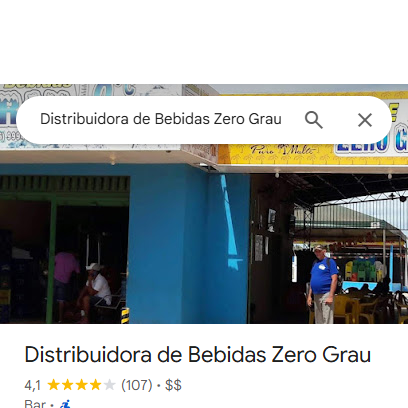 Distribuidora de Bebidas Zero Grau
Puro Malte
ZERO G
Distribuidora de Bebidas Zero Grau
4,1 (107) · $$
Bar ·